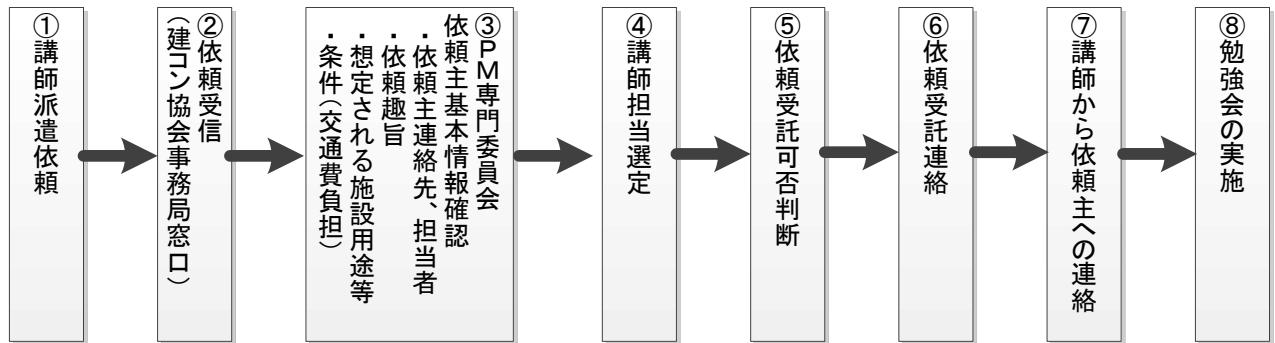 ①講師派遣依頼
②依頼受信
（建コン協会事務局窓口）
③ＰＭ専門委員会
依頼主基本情報確認
・依頼主連絡先、担当者
・依頼趣旨
・想定される施設用途等
・条件（交通費負担）
④講師担当選定
⑤依頼受託可否判断
⑥依頼受託連絡
⑦講師から依頼主への連絡
⑧勉強会の実施